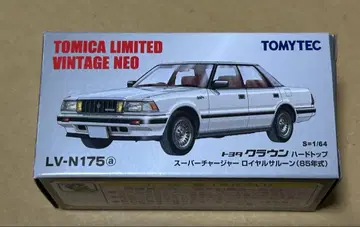 TOMICA LIMITED
VINTAGE NEO
TOMYTEC
S=1/64
LV-N175ⓐ
トヨタ クラウン ハードトップ
スーパーチャージャー ロイヤルサルーン(85年式)